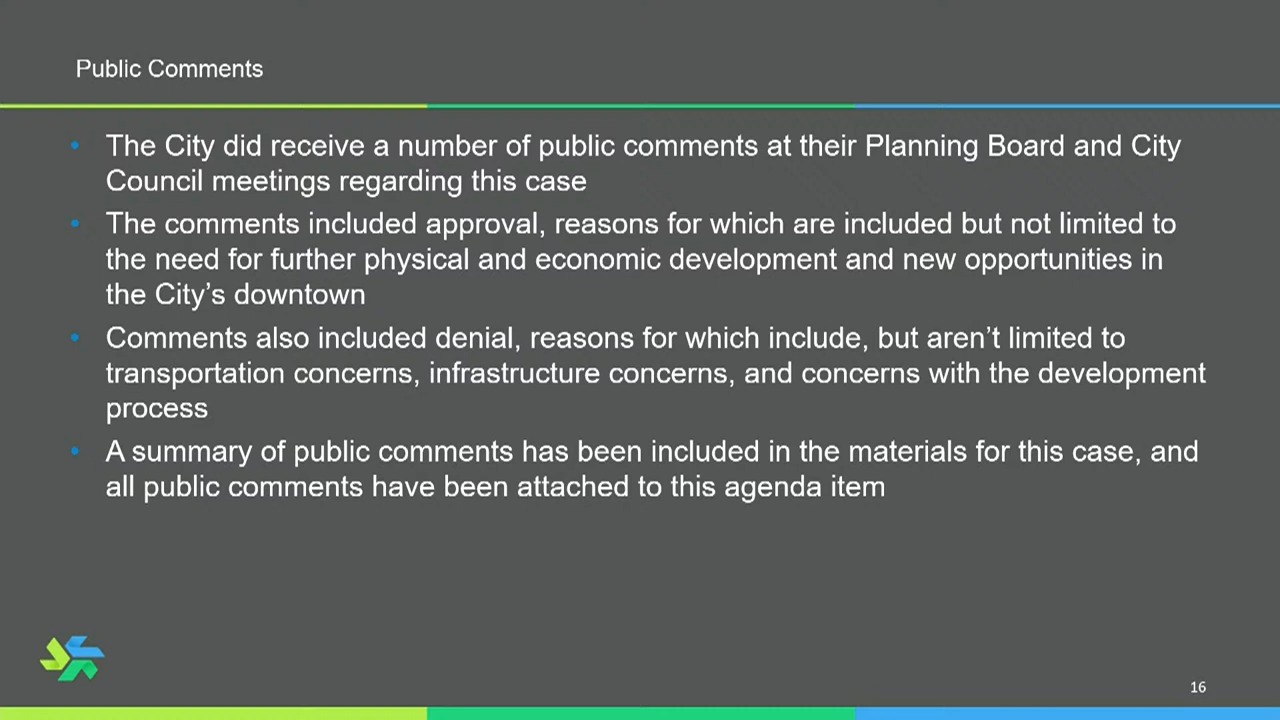 Public Comments
• The City did receive a number of public comments at their Planning Board and City
Council meetings regarding this case
• The comments included approval, reasons for which are included but not limited to
the need for further physical and economic development and new opportunities in
the City’s downtown
• Comments also included denial, reasons for which include, but aren’t limited to
transportation concerns, infrastructure concerns, and concerns with the development
process
• A summary of public comments has been included in the materials for this case, and
all public comments have been attached to this agenda item
16